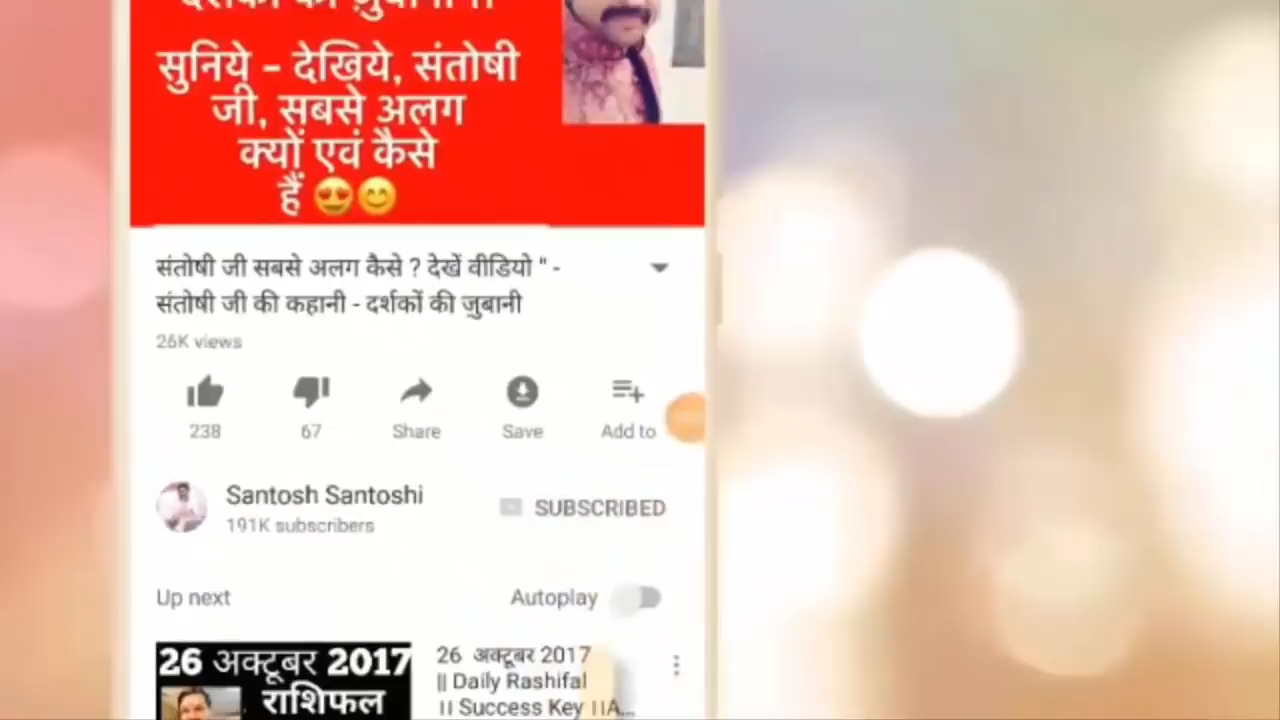 सुनिये - देखिये, संतोषी
जी, सबसे अलग
क्यों एवं कैसे
हैं 😍😊
संतोषी जी सबसे अलग कैसे ? देखें वीडियो " -
संतोषी जी की कहानी - दर्शकों की जुबानी
26K views
238
67
Share
Save
Add to
Santosh Santoshi
191K subscribers
SUBSCRIBED
Up next
Autoplay
26 अक्टूबर 2017
राशिफल
26 अक्टूबर 2017
|| Daily Rashifal
।। Success Key ।।A...